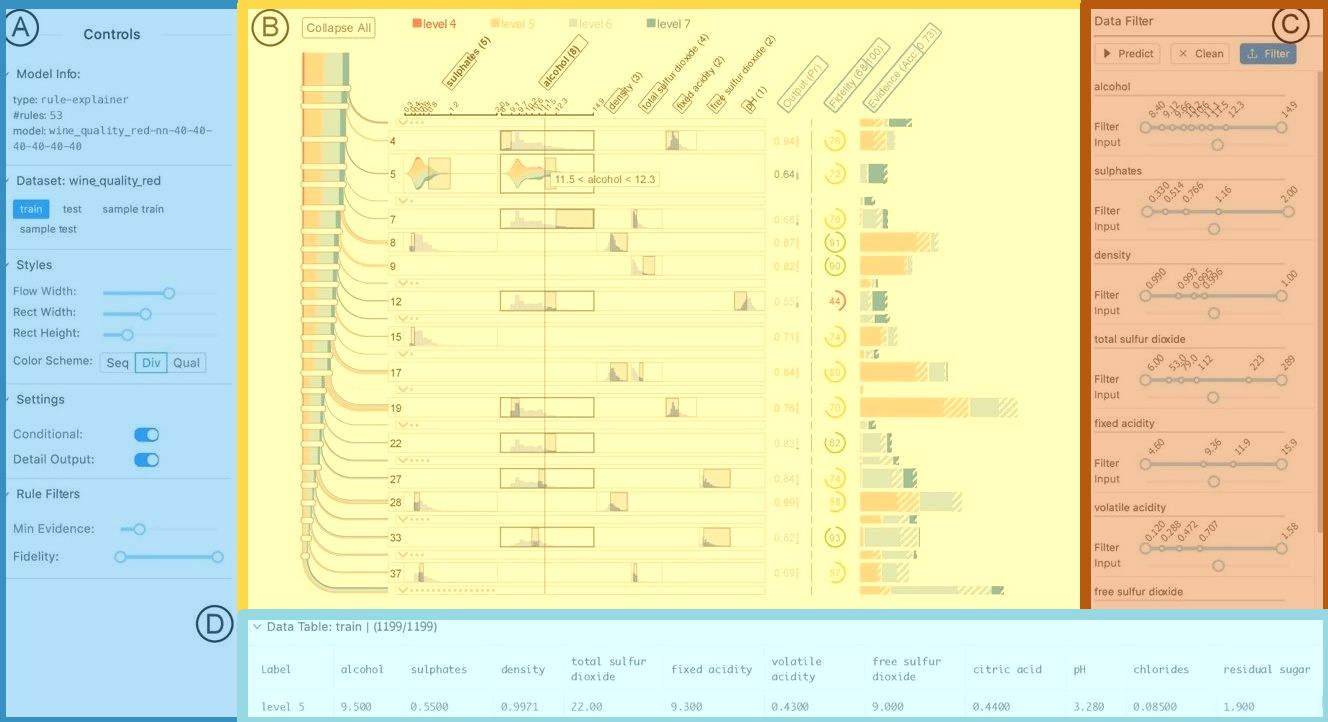 A
Controls
Model Info:
type: rule-explainer
#rules: 53
model: wine_quality_red-nn-40-40-
40-40-40-40
Dataset: wine_quality_red
train test sample train
sample test
Styles
Flow Width:
Rect Width:
Rect Height:
Color Scheme: Seq Div Qual
Settings
Conditional:
Detail Output:
Rule Filters
Min Evidence:
Fidelity:
B
Collapse All
level 4 level 5 level 6 level 7
sulphates (5)
alcohol (8)
density (3)
total sulfur dioxide (4)
fixed acidity (2)
free sulfur dioxide (2)
pH (1)
Output (Pr)
Fidelity (68/100)
Evidence (Acc: 0.73)
1.2
12.3
14.9
4 0.94 76
5 0.64 72
11.5 < alcohol < 12.3
7 0.68 76
8 0.87 91
9 0.82 90
12 0.55 44
15 0.71 74
17 0.84 80
19 0.76 70
22 0.83 82
27 0.84 74
28 0.69 58
33 0.62 93
37 0.69 57
C
Data Filter
Predict Clean Filter
alcohol
8.40 12.3 14.9
Filter
Input
sulphates
0.330 0.514 0.766 1.16 2.00
Filter
Input
density
0.990 0.993 0.995 0.996 1.00
Filter
Input
total sulfur dioxide
6.00 53.0 79.0 112 223 289
Filter
Input
fixed acidity
4.60 9.36 11.9 15.9
Filter
Input
volatile acidity
0.120 0.288 0.472 0.707 1.58
Filter
Input
free sulfur dioxide
D
Data Table: train | (1199/1199)
Label alcohol sulphates density total sulfur dioxide fixed acidity volatile acidity free sulfur dioxide citric acid pH chlorides residual sugar
level 5 9.500 0.5500 0.9971 22.00 9.300 0.4300 9.000 0.4400 3.280 0.08500 1.900